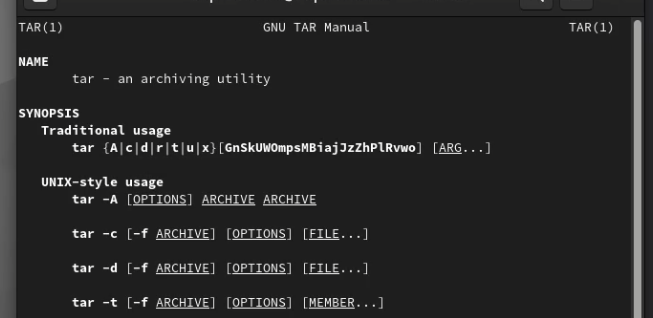 TAR(1) GNU TAR Manual TAR(1)
NAME
tar – an archiving utility
SYNOPSIS
Traditional usage
tar {A|c|d|r|t|u|x}[GnSkUWOmpsMBiajJzZhPlRvwo] [ARG...]
UNIX-style usage
tar -A [OPTIONS] ARCHIVE ARCHIVE
tar -c [-f ARCHIVE] [OPTIONS] [FILE...]
tar -d [-f ARCHIVE] [OPTIONS] [FILE...]
tar -t [-f ARCHIVE] [OPTIONS] [MEMBER...]